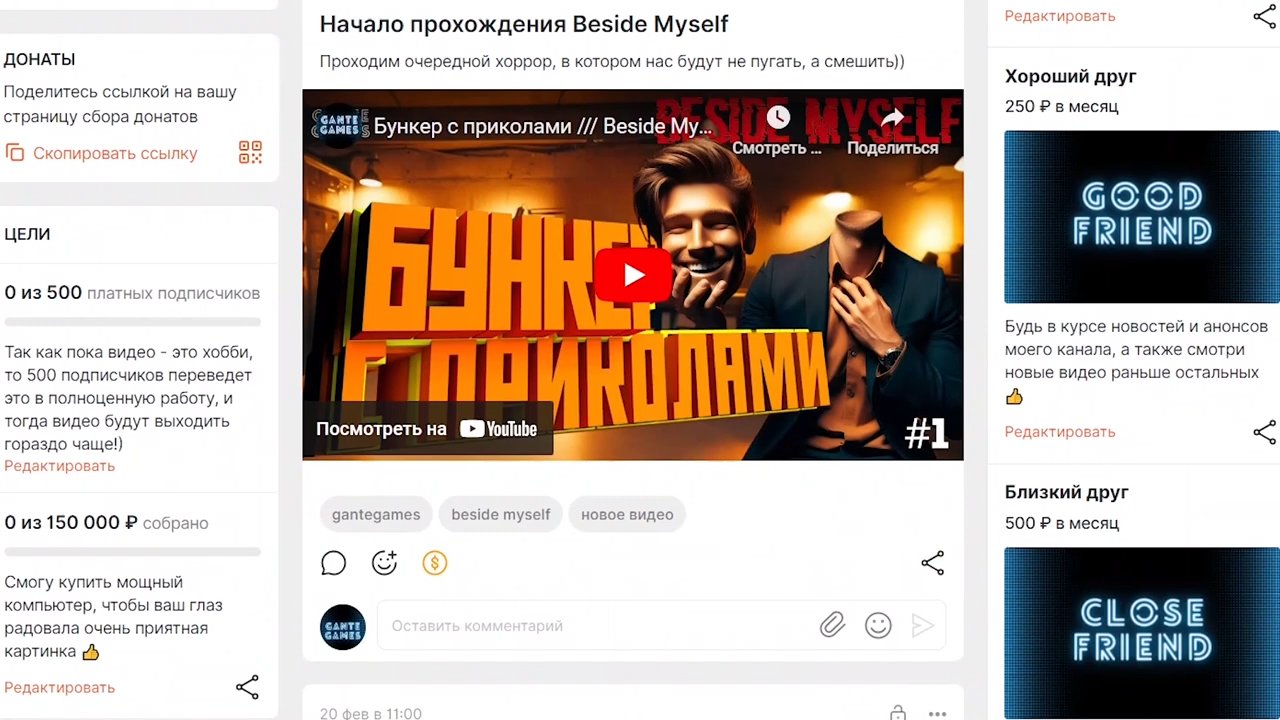 ДОНАТЫ
Поделитесь ссылкой на вашу
страницу сбора донатов
Скопировать ссылку
ЦЕЛИ
0 из 500 платных подписчиков
Так как пока видео - это хобби,
то 500 подписчиков переведет
это в полноценную работу, и
тогда видео будут выходить
гораздо чаще!)
Редактировать
0 из 150 000 ₽ собрано
Смогу купить мощный
компьютер, чтобы ваш глаз
радовала очень приятная
картинка 👍
Редактировать
Начало прохождения Beside Myself
Проходим очередной хоррор, в котором нас будут не пугать, а смешить))
GANTE
GAMES
Бункер с приколами /// Beside My...
BESIDE MYSELF
Смотреть ...
Поделиться
БУНКЕР
С ПРИКОЛАМИ
Посмотреть на YouTube
#1
gantegames
beside myself
новое видео
GANTE
GAMES
Оставить комментарий
20 фев в 11:00
Редактировать
Хороший друг
250 ₽ в месяц
GOOD
FRIEND
Будь в курсе новостей и анонсов
моего канала, а также смотри
новые видео раньше остальных
👍
Редактировать
Близкий друг
500 ₽ в месяц
CLOSE
FRIEND